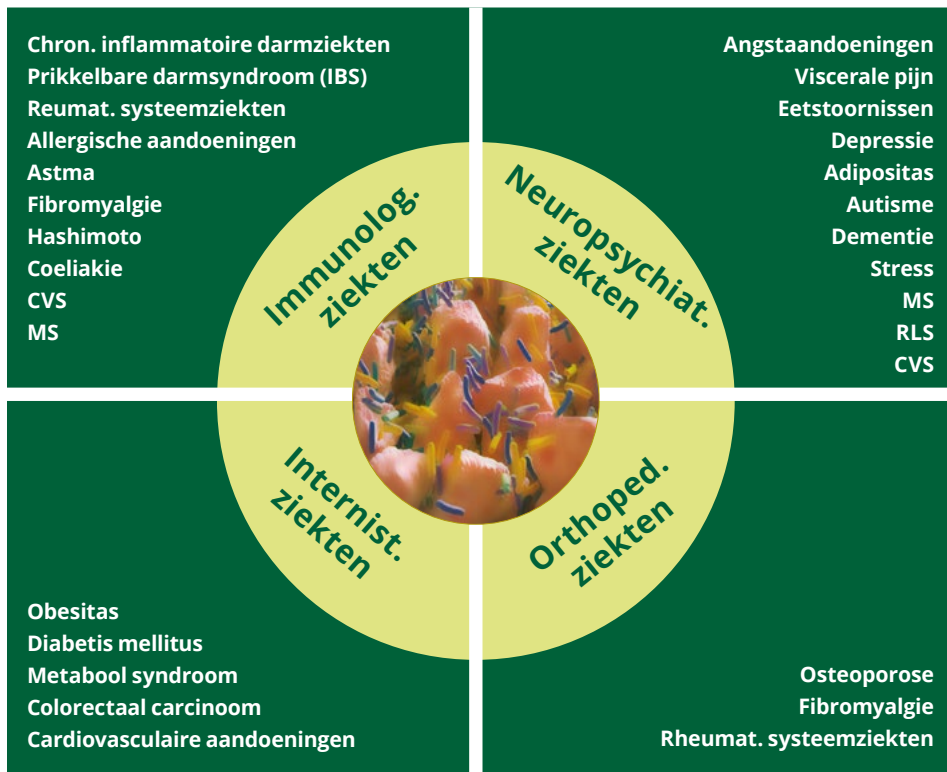 Chron. inflammatoire darmziekten
Prikkelbare darmsyndroom (IBS)
Reumat. systeemziekten
Allergische aandoeningen
Astma
Fibromyalgie
Hashimoto
Coeliakie
CVS
MS
Immunolog.
ziekten
Angstaandoeningen
Viscerale pijn
Eetstoornissen
Depressie
Adipositas
Autisme
Dementie
Stress
MS
RLS
CVS
Neuropsychiat.
ziekten
Internist.
ziekten
Obesitas
Diabetis mellitus
Metabool syndroom
Colorectaal carcinoom
Cardiovasculaire aandoeningen
Orthoped.
ziekten
Osteoporose
Fibromyalgie
Rheumat. systeemziekten